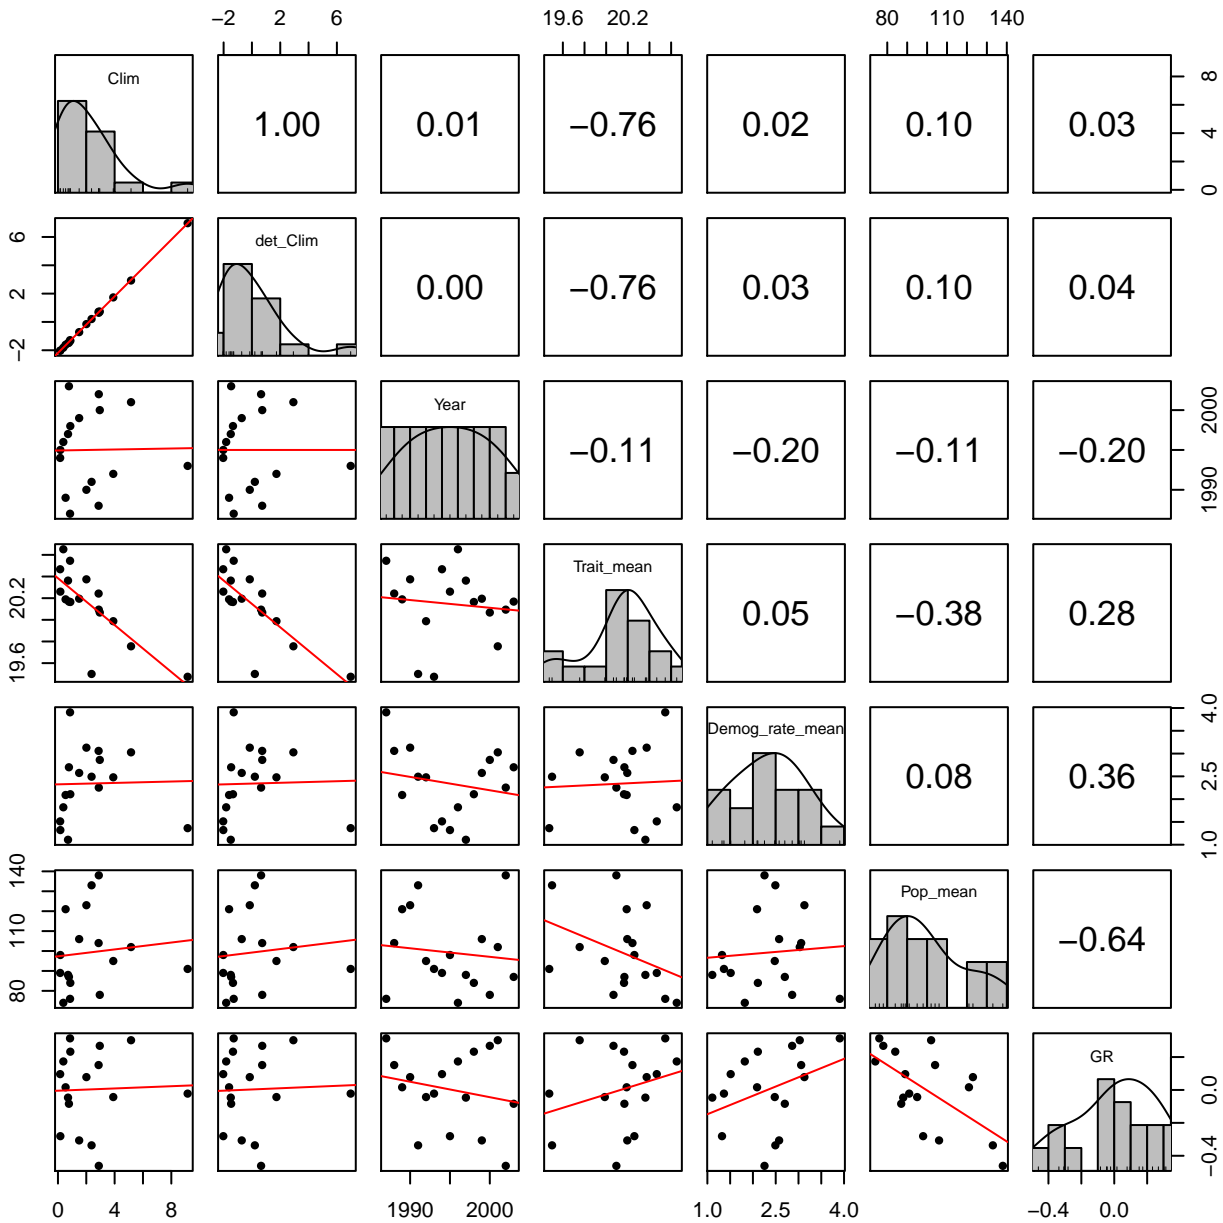 −2 6 19.6 20.2 80 110 140
Clim 1.00 0.01 −0.76 0.02 0.10 0.03 0 4 8
−2 2 6 det_Clim 0.00 −0.76 0.03 0.10 0.04
Year −0.11 −0.20 −0.11 −0.20 1990 2000
19.6 20.2 Trait_mean 0.05 −0.38 0.28
Demog_rate_mean 0.08 0.36 1.0 2.5 4.0
80 110 140 Pop_mean −0.64
GR −0.4 0.0
0 4 8 1990 2000 1.0 2.5 4.0 −0.4 0.0